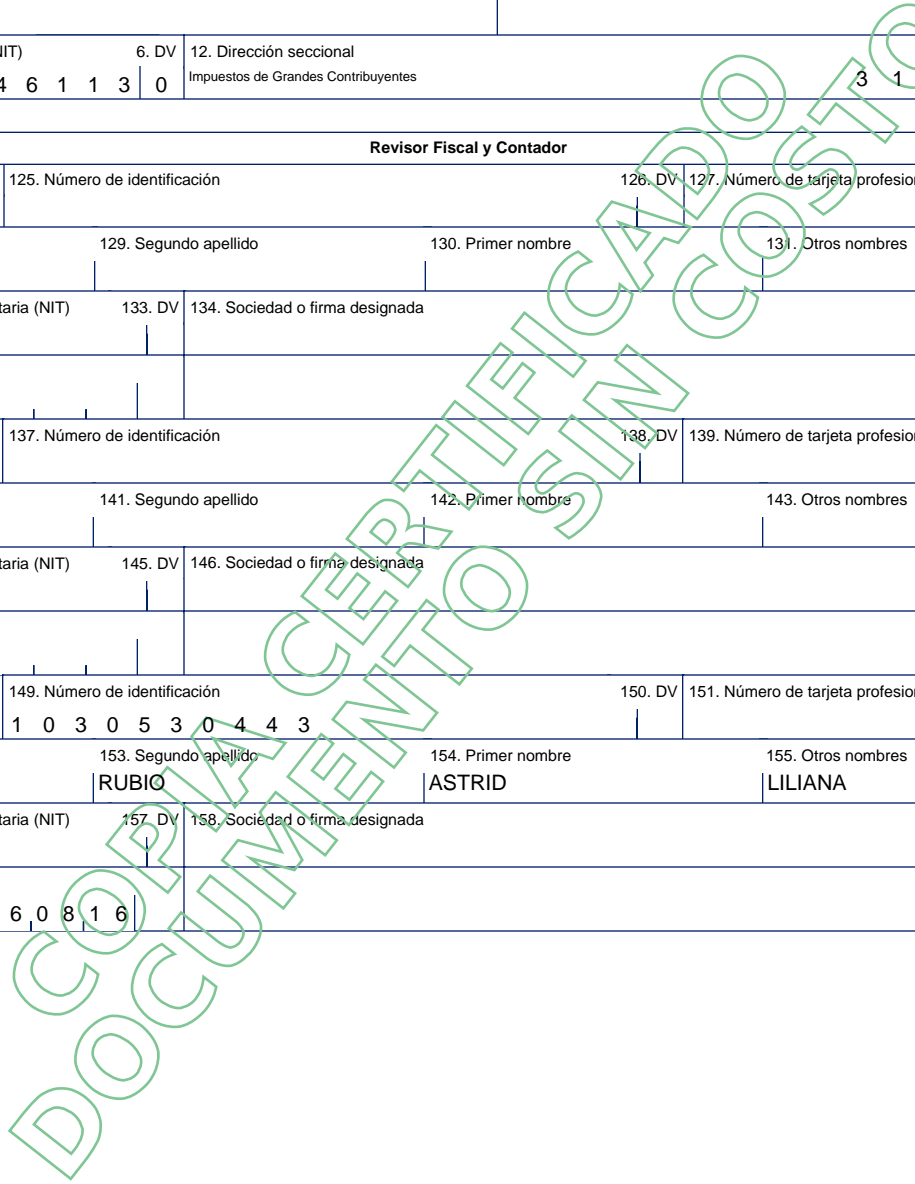 NIT) 6. DV 12. Dirección seccional
4 6 1 1 3 0 Impuestos de Grandes Contribuyentes 3 1
Revisor Fiscal y Contador
125. Número de identificación 126. DV 127. Número de tarjeta profesion
129. Segundo apellido 130. Primer nombre 131. Otros nombres
taria (NIT) 133. DV 134. Sociedad o firma designada
137. Número de identificación 138. DV 139. Número de tarjeta profesion
141. Segundo apellido 142. Primer nombre 143. Otros nombres
taria (NIT) 145. DV 146. Sociedad o firma designada
149. Número de identificación 150. DV 151. Número de tarjeta profesion
1 0 3 0 5 3 0 4 4 3
153. Segundo apellido 154. Primer nombre 155. Otros nombres
RUBIO ASTRID LILIANA
taria (NIT) 157. DV 158. Sociedad o firma designada
6 0 8 1 6
COPIA CERTIFICADO
DOCUMENTO SIN COSTO